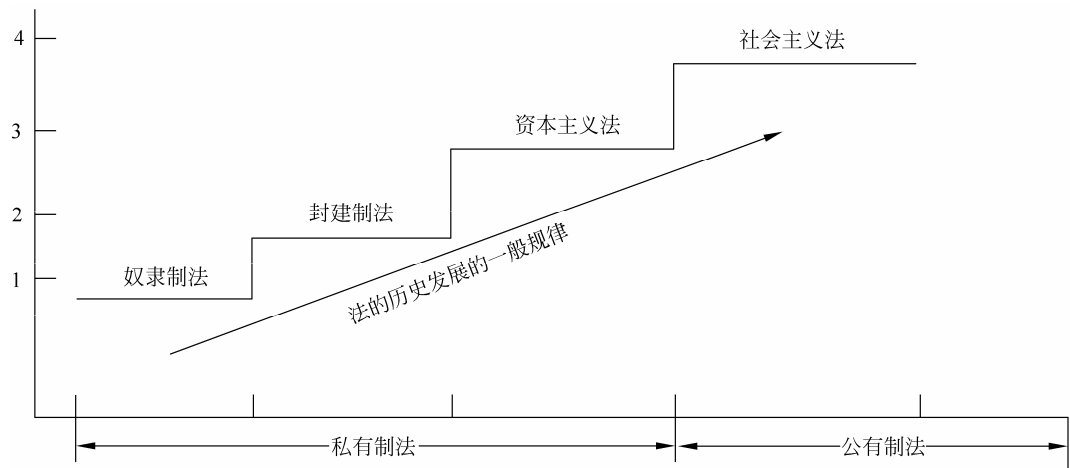 4
社会主义法
3
资本主义法
2
封建制法
1
奴隶制法
法的历史发展的一般规律
私有制法
公有制法